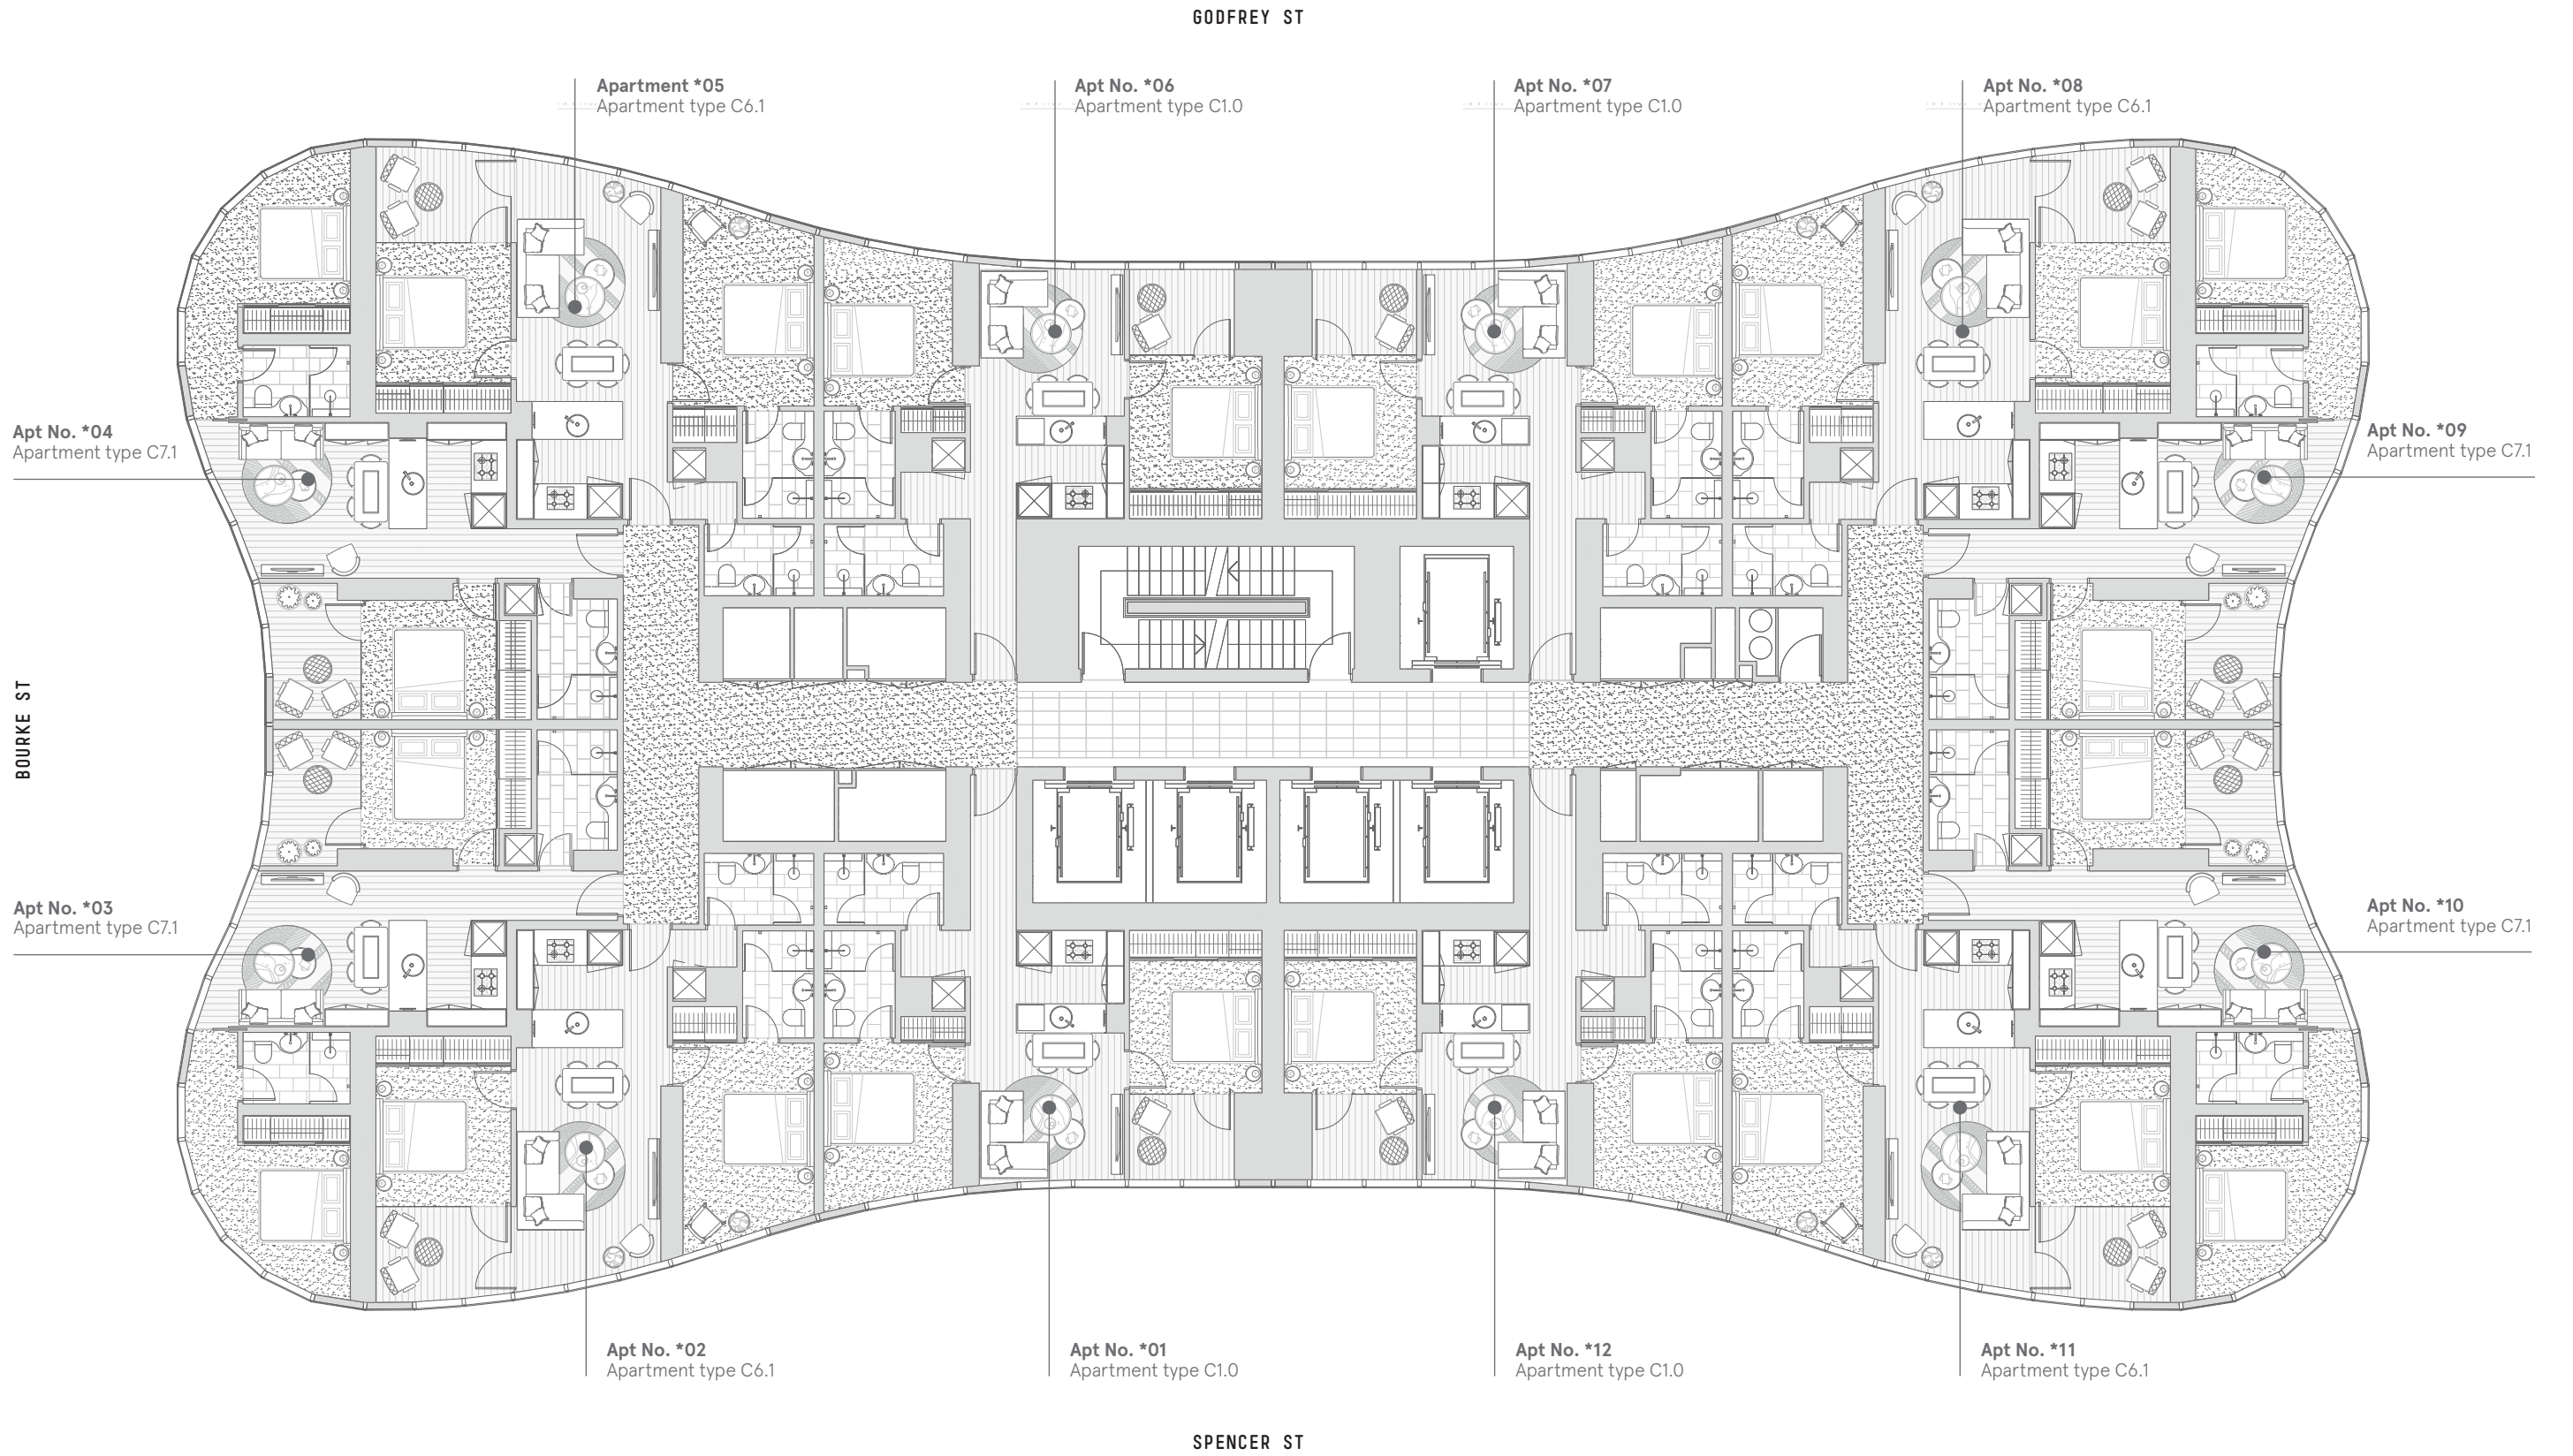 GODFREY ST
Apartment *05
Apartment type C6.1
Apt No. *06
Apartment type C1.0
Apt No. *07
Apartment type C1.0
Apt No. *08
Apartment type C6.1
Apt No. *04
Apartment type C7.1
Apt No. *09
Apartment type C7.1
BOURKE ST
Apt No. *03
Apartment type C7.1
Apt No. *10
Apartment type C7.1
Apt No. *02
Apartment type C6.1
Apt No. *01
Apartment type C1.0
Apt No. *12
Apartment type C1.0
Apt No. *11
Apartment type C6.1
SPENCER ST